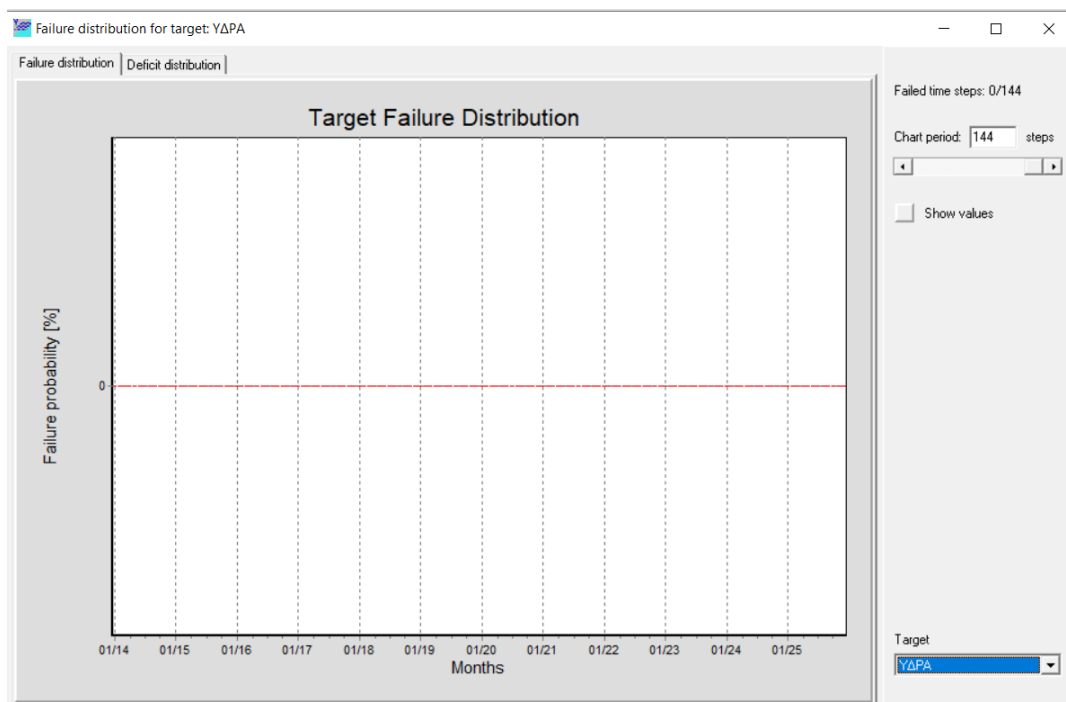 Failure distribution for target: ΥΔΡΑ
Failure distribution Deficit distribution
Target Failure Distribution
Failure probability [%]
0
01/14 01/15 01/16 01/17 01/18 01/19 01/20 01/21 01/22 01/23 01/24 01/25
Months
Failed time steps: 0/144
Chart period: 144 steps
Show values
Target
ΥΔΡΑ